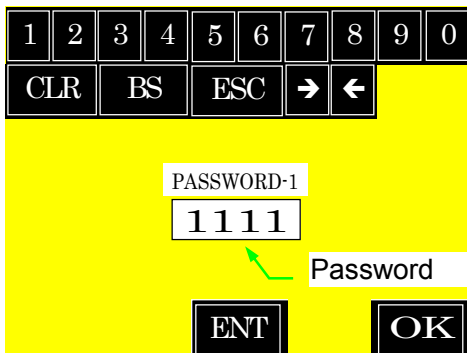 1 2 3 4 5 6 7 8 9 0
CLR BS ESC → ←
PASSWORD-1
1111
Password
ENT OK